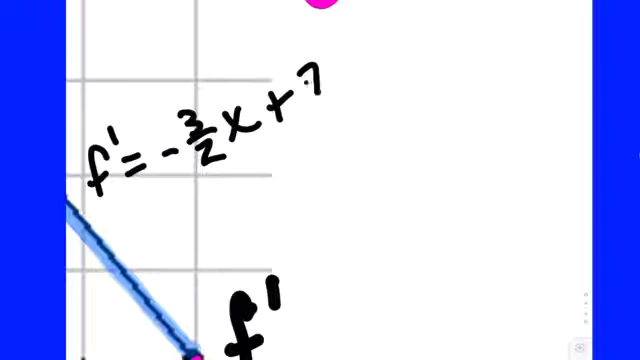 f' = -3/2 x + 7
f'